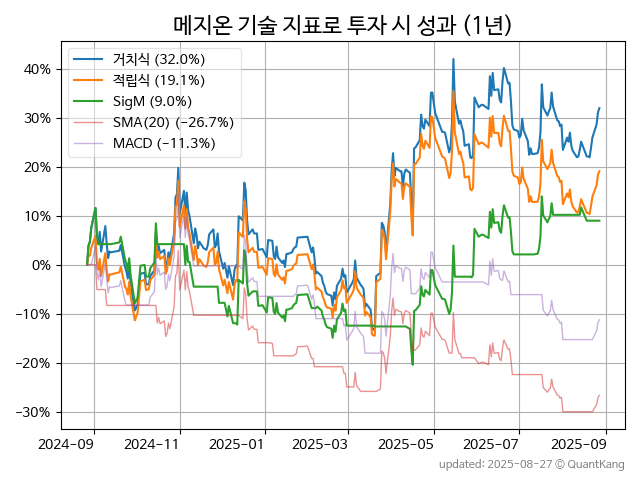 메지온 기술 지표로 투자 시 성과 (1년)
거치식 (32.0%)
적립식 (19.1%)
SigM (9.0%)
SMA(20) (−26.7%)
MACD (−11.3%)
40%
30%
20%
10%
0%
−10%
−20%
−30%
2024-09
2024-11
2025-01
2025-03
2025-05
2025-07
2025-09
updated: 2025-08-27 © QuantKang